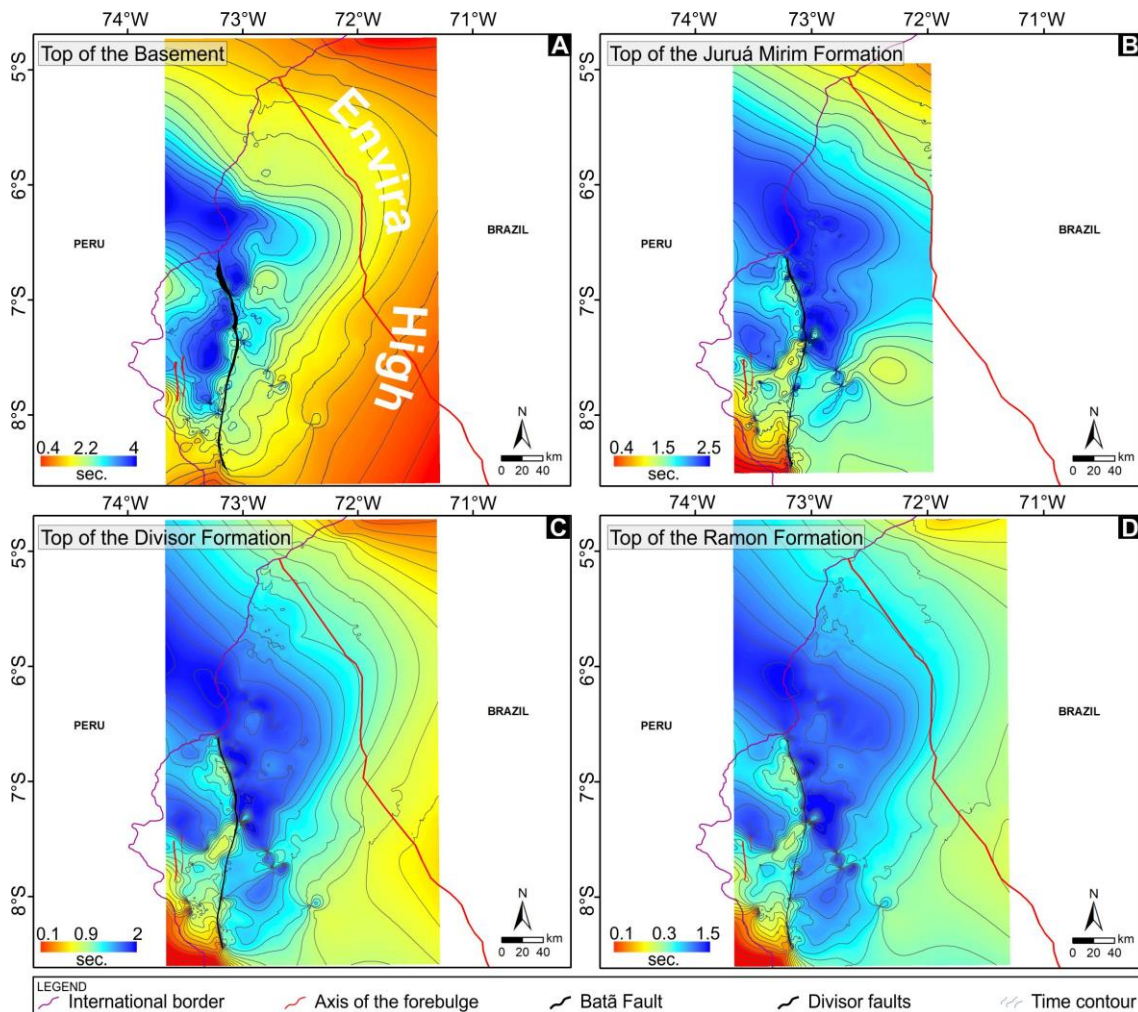 74°W 73°W 72°W 71°W 74°W 73°W 72°W 71°W
Top of the Basement
A
5°S
6°S
7°S
8°S
Envira
High
PERU
BRAZIL
0.4 2.2 4
sec.
N
km
0 20 40
Top of the Juruá Mirim Formation
B
5°S
6°S
7°S
8°S
PERU
BRAZIL
0.4 1.5 2.5
sec.
N
km
0 20 40
74°W 73°W 72°W 71°W 74°W 73°W 72°W 71°W
Top of the Divisor Formation
C
5°S
6°S
7°S
8°S
PERU
BRAZIL
0.1 0.9 2
sec.
N
km
0 20 40
Top of the Ramon Formation
D
5°S
6°S
7°S
8°S
PERU
BRAZIL
0.1 0.3 1.5
sec.
N
km
0 20 40
LEGEND
International border Axis of the forebulge Batã Fault Divisor faults Time contour